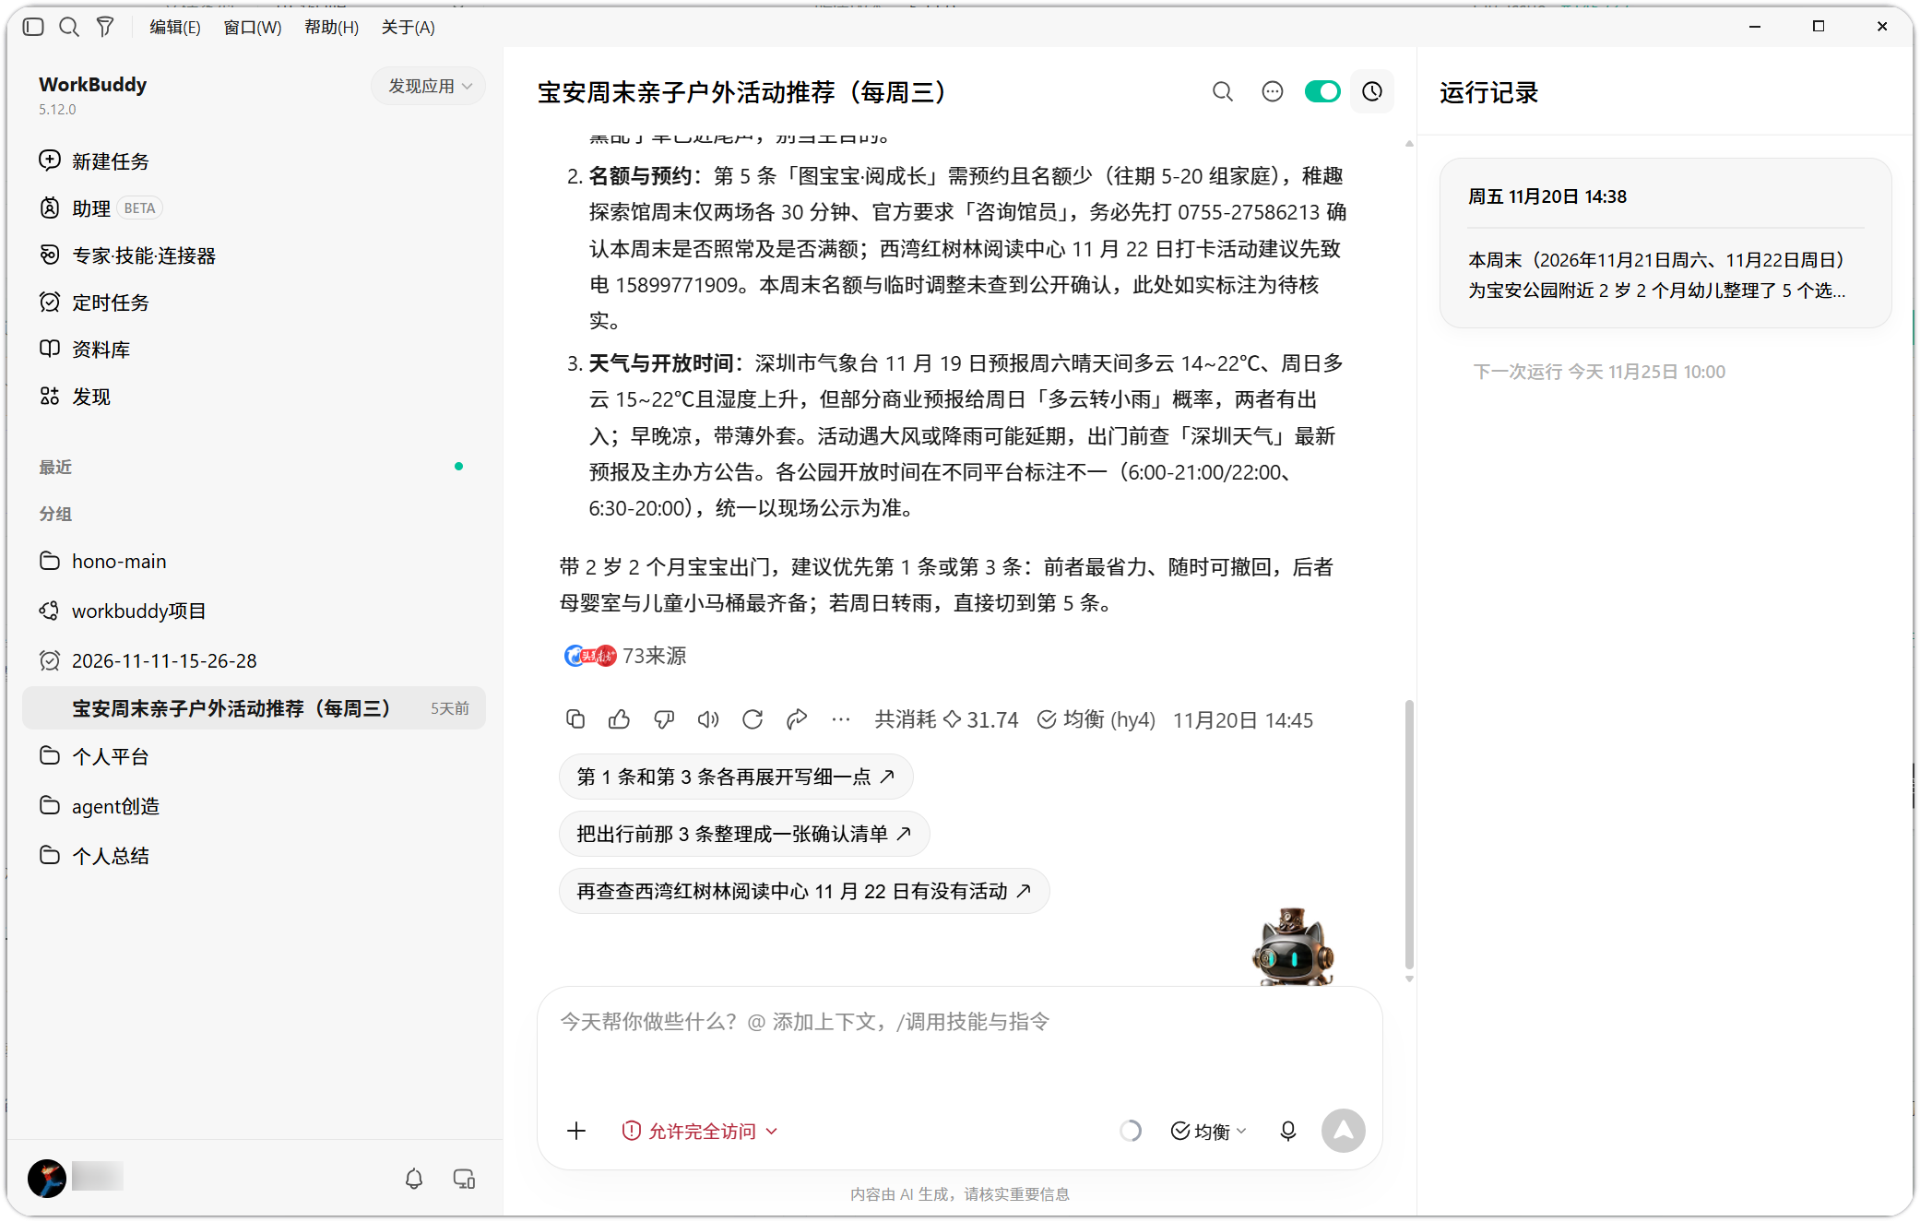 编辑(E) 窗口(W) 帮助(H) 关于(A)
WorkBuddy
5.12.0
发现应用
新建任务
助理 BETA
专家·技能·连接器
定时任务
资料库
发现
最近
分组
hono-main
workbuddy项目
2026-11-11-15-26-28
宝安周末亲子户外活动推荐（每周三） 5天前
个人平台
agent创造
个人总结
宝安周末亲子户外活动推荐（每周三）
2. 名额与预约：第 5 条「图宝宝·阅成长」需预约且名额少（往期 5-20 组家庭），稚趣
探索馆周末仅两场各 30 分钟、官方要求「咨询馆员」，务必先打 0755-27586213 确
认本周末是否照常及是否满额；西湾红树林阅读中心 11 月 22 日打卡活动建议先致
电 15899771909。本周末名额与临时调整未查到公开确认，此处如实标注为待核
实。
3. 天气与开放时间：深圳市气象台 11 月 19 日预报周六晴天间多云 14~22℃、周日多
云 15~22℃且湿度上升，但部分商业预报给周日「多云转小雨」概率，两者有出
入；早晚凉，带薄外套。活动遇大风或降雨可能延期，出门前查「深圳天气」最新
预报及主办方公告。各公园开放时间在不同平台标注不一（6:00-21:00/22:00、
6:30-20:00），统一以现场公示为准。
带 2 岁 2 个月宝宝出门，建议优先第 1 条或第 3 条：前者最省力、随时可撤回，后者
母婴室与儿童小马桶最齐备；若周日转雨，直接切到第 5 条。
73来源
共消耗 31.74 均衡 (hy4) 11月20日 14:45
第 1 条和第 3 条各再展开写细一点
把出行前那 3 条整理成一张确认清单
再查查西湾红树林阅读中心 11 月 22 日有没有活动
今天帮你做些什么？@ 添加上下文，/调用技能与指令
允许完全访问
均衡
内容由 AI 生成，请核实重要信息
运行记录
周五 11月20日 14:38
本周末（2026年11月21日周六、11月22日周日）
为宝安公园附近 2 岁 2 个月幼儿整理了 5 个选...
下一次运行 今天 11月25日 10:00